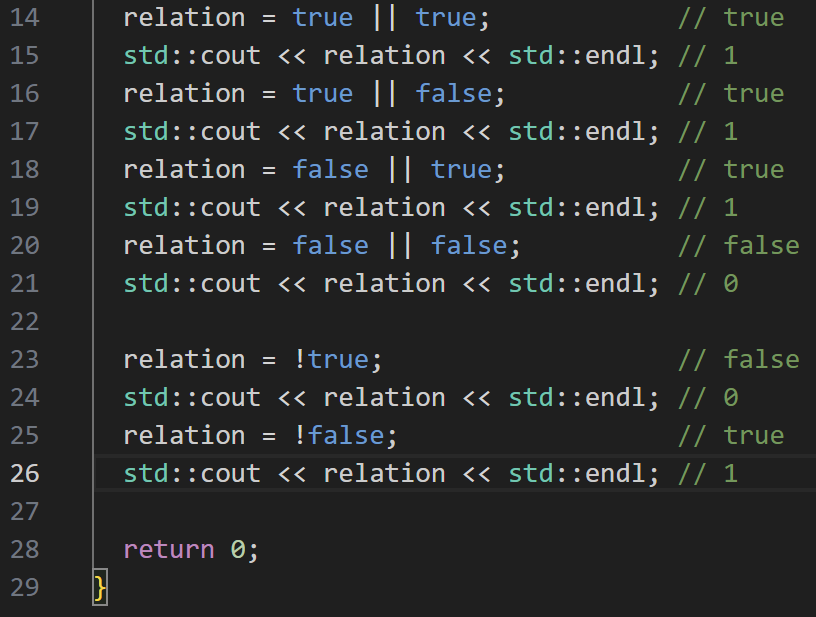 14 relation = true || true; // true
15 std::cout << relation << std::endl; // 1
16 relation = true || false; // true
17 std::cout << relation << std::endl; // 1
18 relation = false || true; // true
19 std::cout << relation << std::endl; // 1
20 relation = false || false; // false
21 std::cout << relation << std::endl; // 0
22
23 relation = !true; // false
24 std::cout << relation << std::endl; // 0
25 relation = !false; // true
26 std::cout << relation << std::endl; // 1
27
28 return 0;
29 }